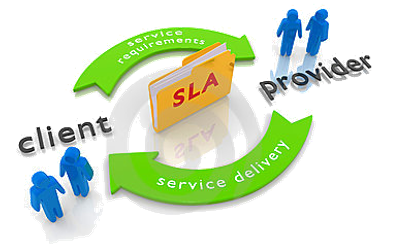 service
requirements
SLA
provider
client
service delivery